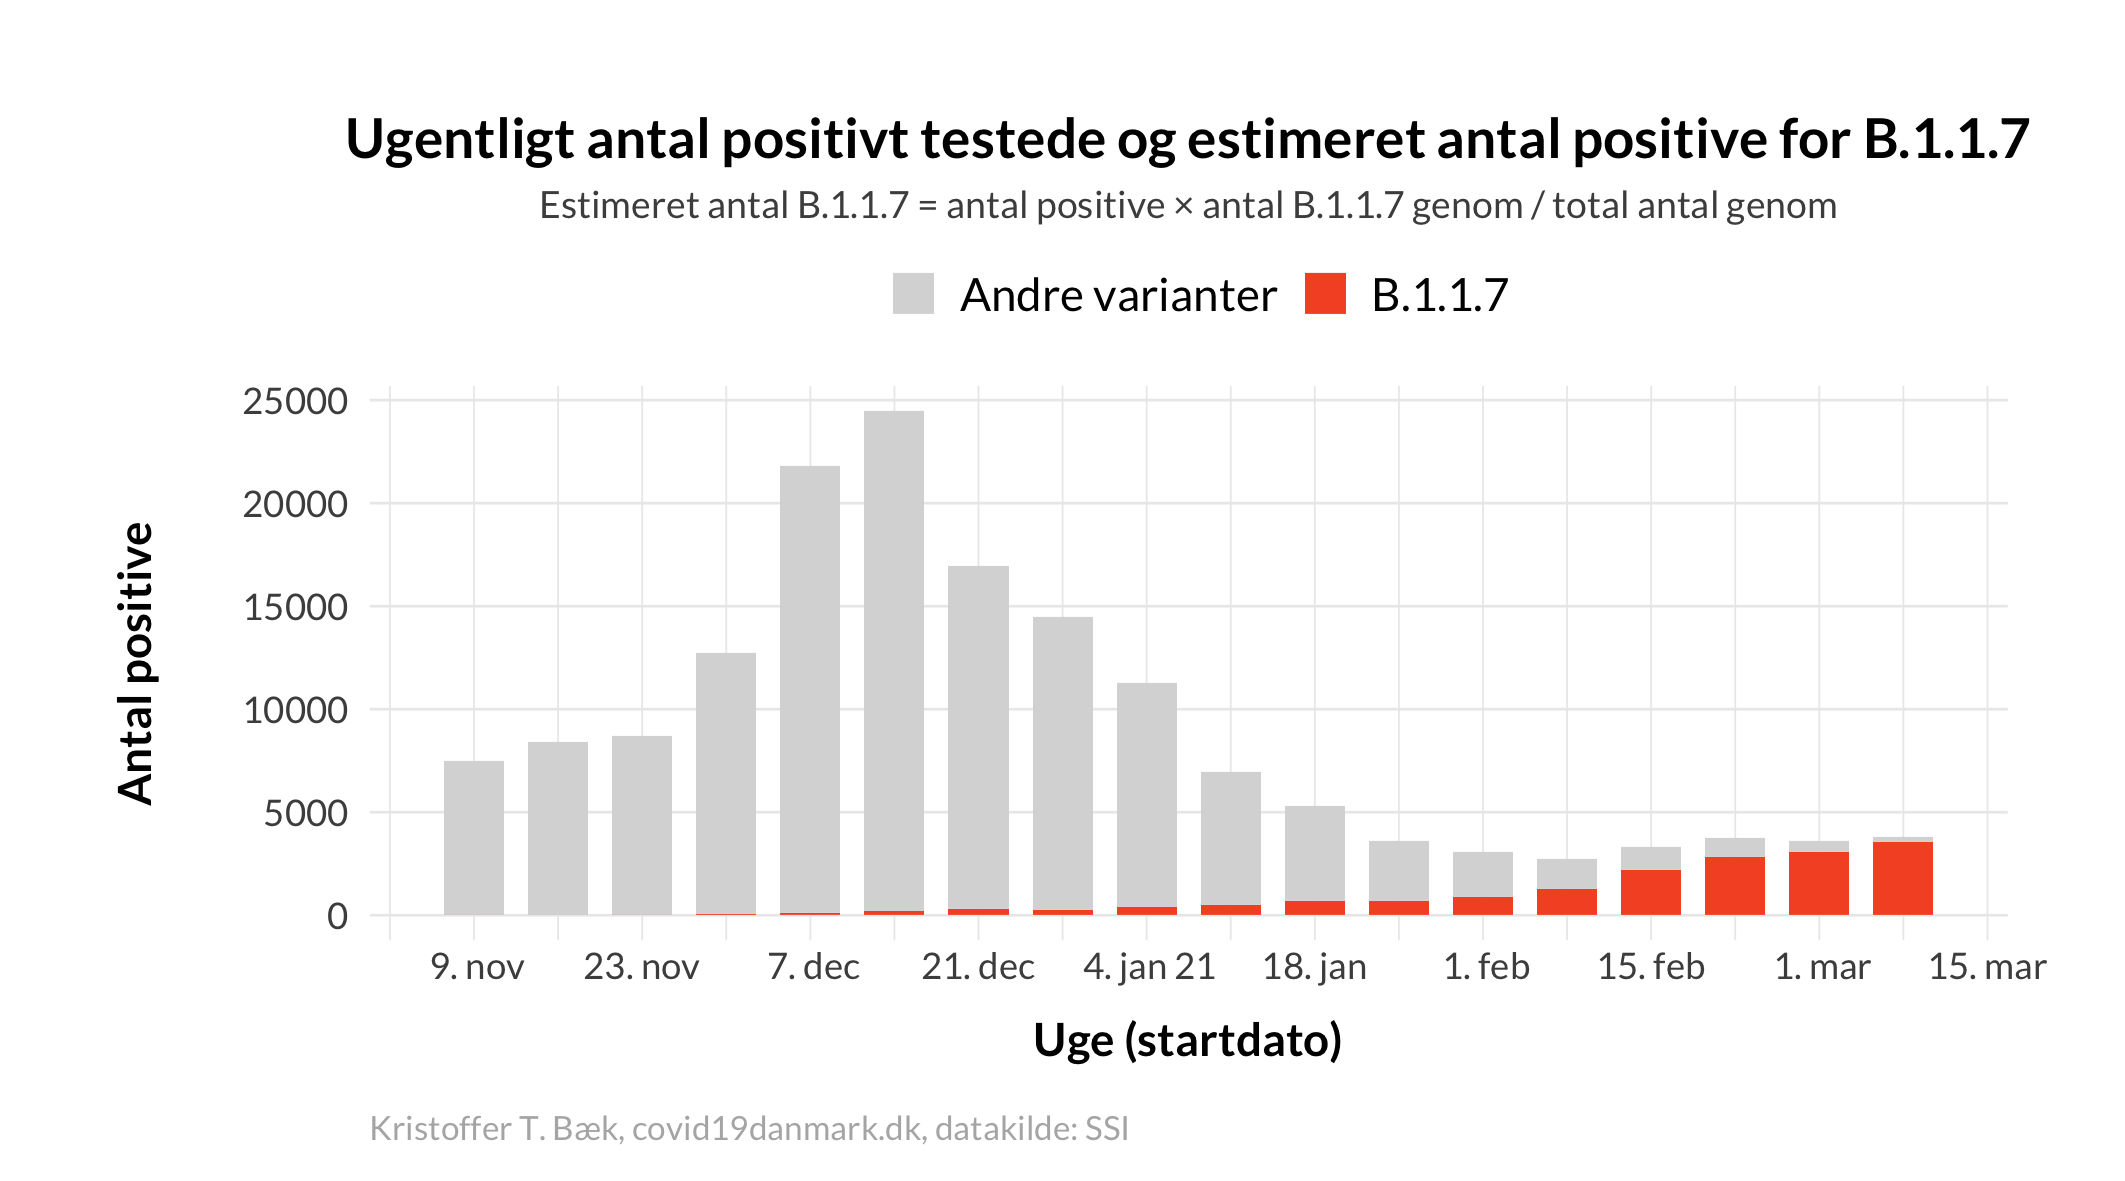 Ugentligt antal positivt testede og estimeret antal positive for B.1.1.7
Estimeret antal B.1.1.7 = antal positive × antal B.1.1.7 genom / total antal genom
Andre varianter B.1.1.7
Antal positive
25000
20000
15000
10000
5000
0
9. nov 23. nov 7. dec 21. dec 4. jan 21 18. jan 1. feb 15. feb 1. mar 15. mar
Uge (startdato)
Kristoffer T. Bæk, covid19danmark.dk, datakilde: SSI